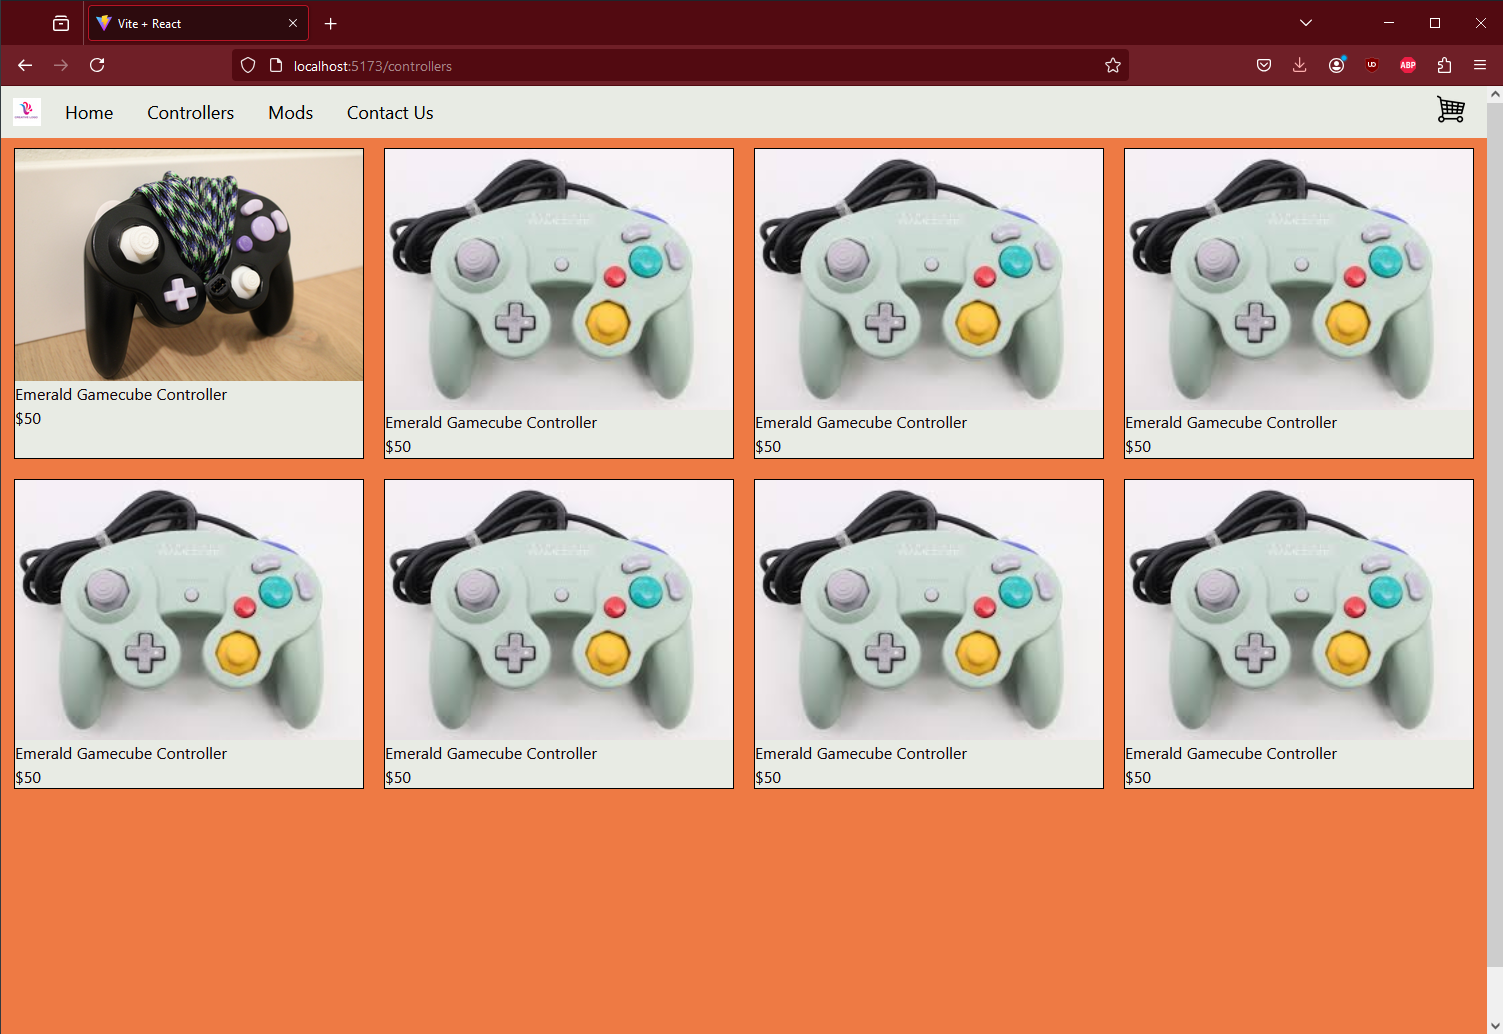 Vite + React
localhost:5173/controllers
UO
ABP
Home
Controllers
Mods
Contact Us
Emerald Gamecube Controller
$50
Emerald Gamecube Controller
$50
Emerald Gamecube Controller
$50
Emerald Gamecube Controller
$50
Emerald Gamecube Controller
$50
Emerald Gamecube Controller
$50
Emerald Gamecube Controller
$50
Emerald Gamecube Controller
$50